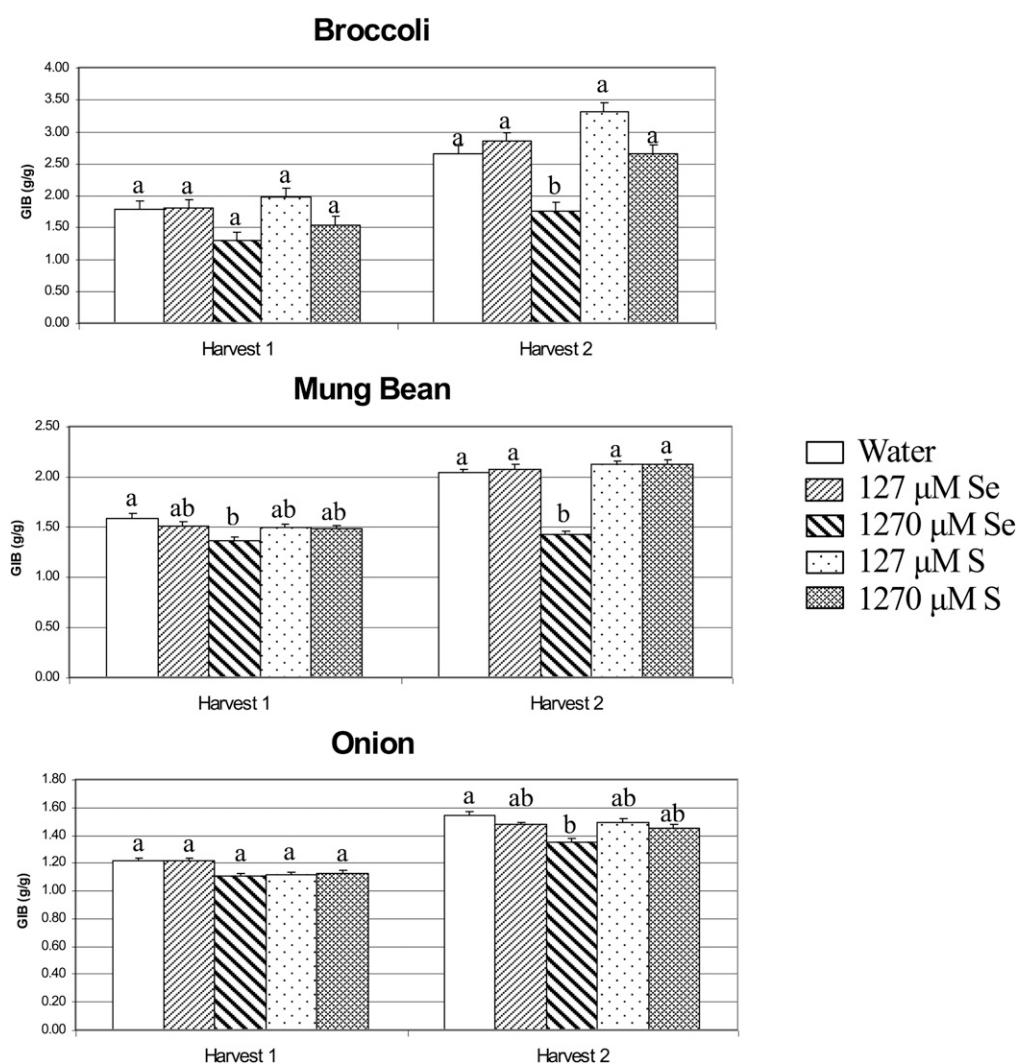 Broccoli
4.00
3.50
3.00
2.50
2.00
1.50
1.00
0.50
0.00
GIB (g/g)
a a a a a
a a b a a
Harvest 1 Harvest 2
Mung Bean
2.50
2.00
1.50
1.00
0.50
0.00
GIB (g/g)
a ab b ab ab
a a b a a
Harvest 1 Harvest 2
Water
127 μM Se
1270 μM Se
127 μM S
1270 μM S
Onion
1.80
1.60
1.40
1.20
1.00
0.80
0.60
0.40
0.20
0.00
GIB (g/g)
a a a a a
a ab b ab ab
Harvest 1 Harvest 2